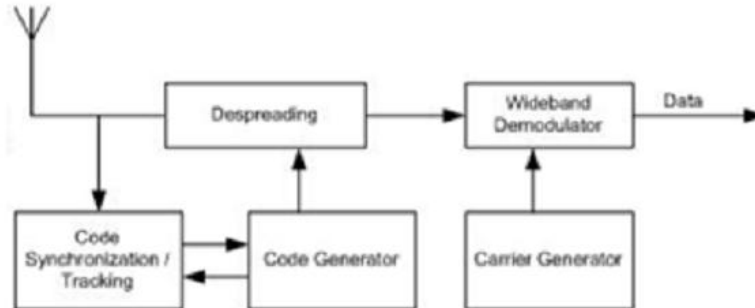 Despreading
Wideband
Demodulator
Data
Code
Synchronization /
Tracking
Code Generator
Carrier Generator